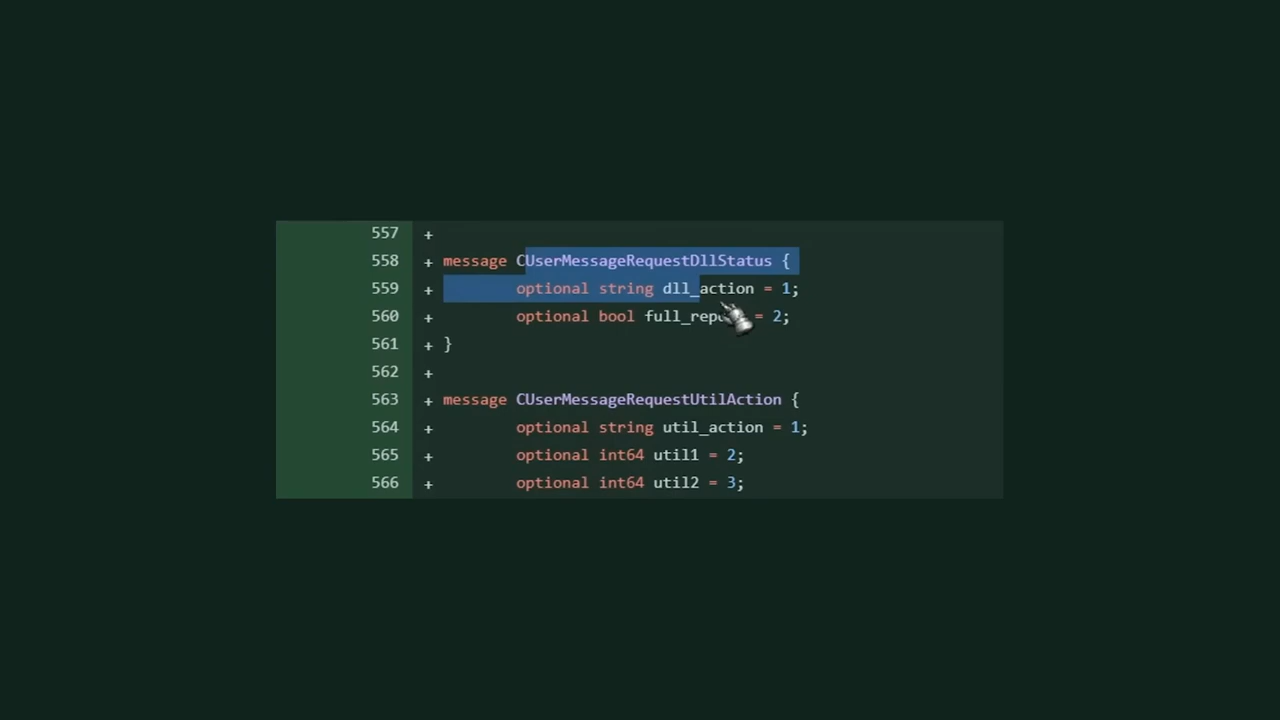 557 +
558 + message CUserMessageRequestDllStatus {
559 + optional string dll_action = 1;
560 + optional bool = 2;
561 + }
562 +
563 + message CUserMessageRequestUtilAction {
564 + optional string util_action = 1;
565 + optional int64 util1 = 2;
566 + optional int64 util2 = 3;